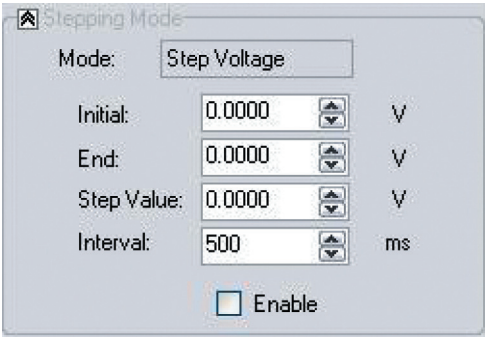 Stepping Mode
Mode: Step Voltage
Initial: 0.0000 V
End: 0.0000 V
Step Value: 0.0000 V
Interval: 500 ms
Enable